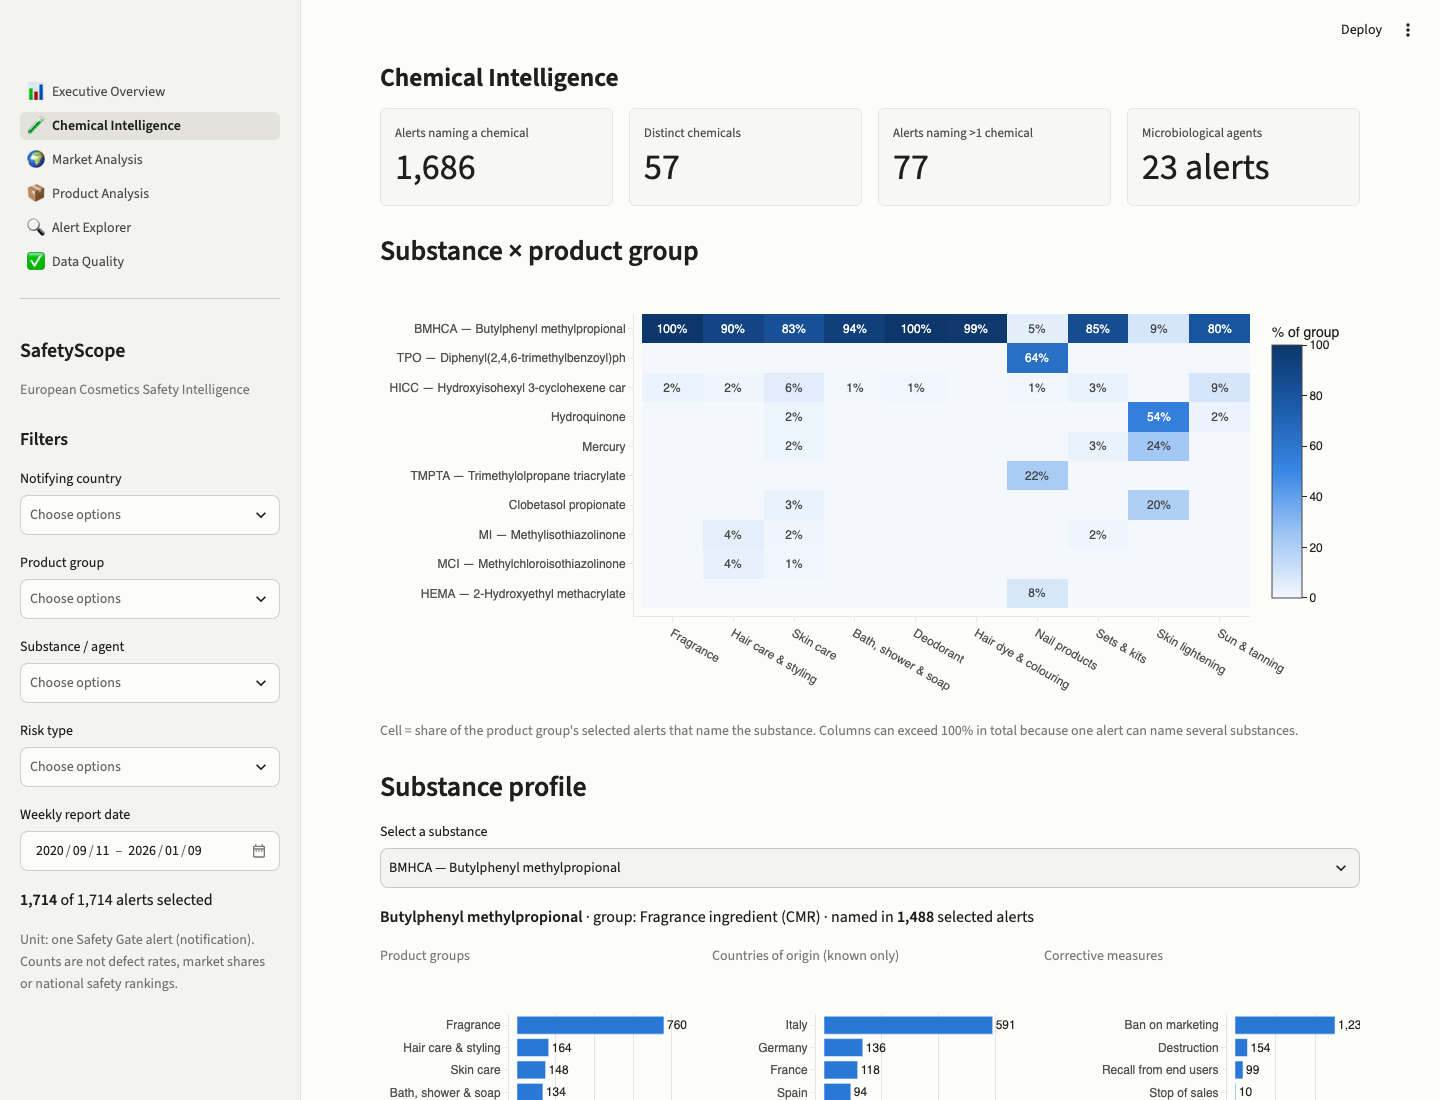 Deploy
Executive Overview
Chemical Intelligence
Market Analysis
Product Analysis
Alert Explorer
Data Quality
SafetyScope
European Cosmetics Safety Intelligence
Filters
Notifying country
Choose options
Product group
Choose options
Substance / agent
Choose options
Risk type
Choose options
Weekly report date
2020 / 09 / 11 – 2026 / 01 / 09
1,714 of 1,714 alerts selected
Unit: one Safety Gate alert (notification).
Counts are not defect rates, market shares
or national safety rankings.
Chemical Intelligence
Alerts naming a chemical
1,686
Distinct chemicals
57
Alerts naming >1 chemical
77
Microbiological agents
23 alerts
Substance × product group
BMHCA — Butylphenyl methylpropional 100% 90% 83% 94% 100% 99% 5% 85% 9% 80%
TPO — Diphenyl(2,4,6-trimethylbenzoyl)ph 64%
HICC — Hydroxyisohexyl 3-cyclohexene car 2% 2% 6% 1% 1% 1% 3% 9%
Hydroquinone 2% 54% 2%
Mercury 2% 3% 24%
TMPTA — Trimethylolpropane triacrylate 22%
Clobetasol propionate 3% 20%
MI — Methylisothiazolinone 4% 2% 2%
MCI — Methylchloroisothiazolinone 4% 1%
HEMA — 2-Hydroxyethyl methacrylate 8%
Fragrance
Hair care & styling
Skin care
Bath, shower & soap
Deodorant
Hair dye & colouring
Nail products
Sets & kits
Skin lightening
Sun & tanning
% of group
100
80
60
40
20
0
Cell = share of the product group's selected alerts that name the substance. Columns can exceed 100% in total because one alert can name several substances.
Substance profile
Select a substance
BMHCA — Butylphenyl methylpropional
Butylphenyl methylpropional · group: Fragrance ingredient (CMR) · named in 1,488 selected alerts
Product groups
Fragrance 760
Hair care & styling 164
Skin care 148
Bath, shower & soap 134
Countries of origin (known only)
Italy 591
Germany 136
France 118
Spain 94
Corrective measures
Ban on marketing 1,23
Destruction 154
Recall from end users 99
Stop of sales 10